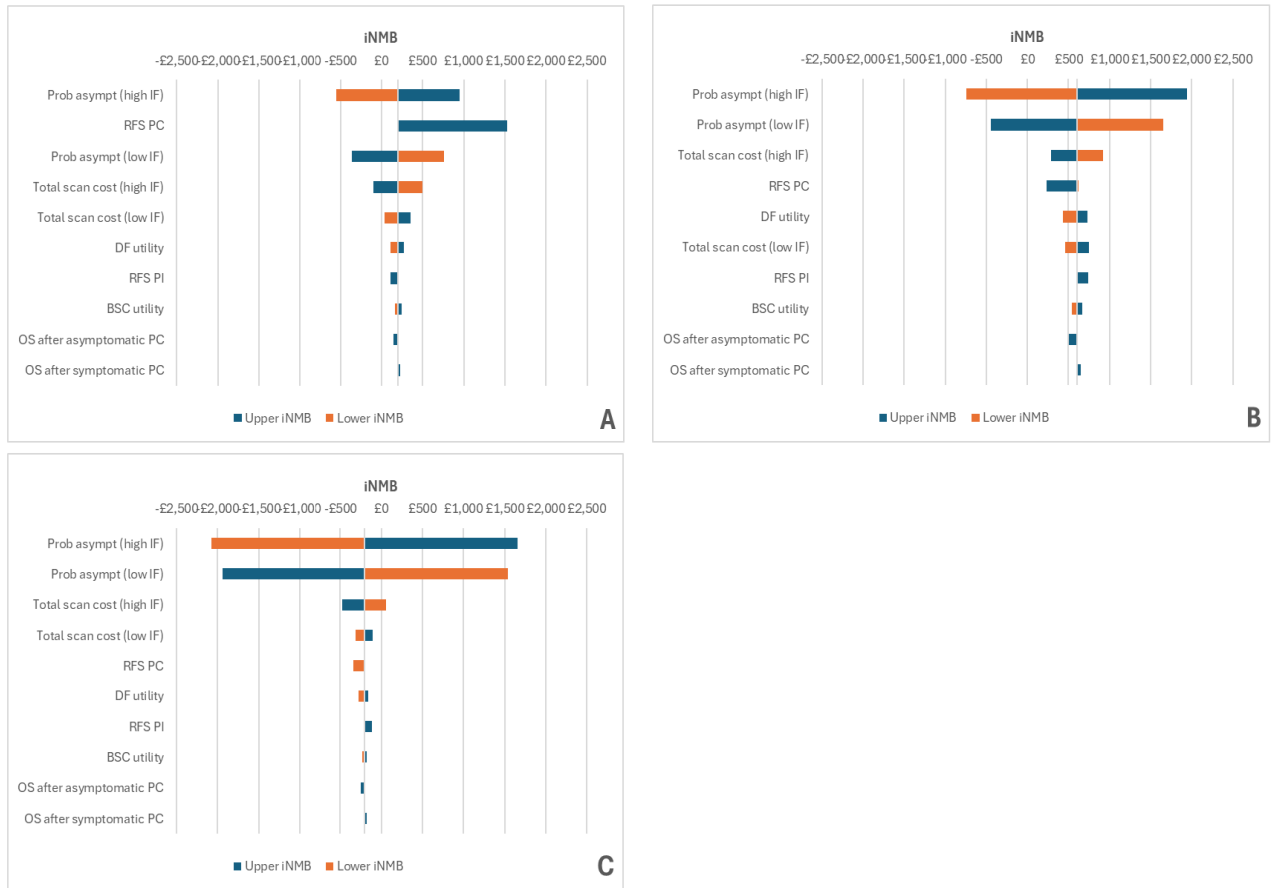 iNMB
-£2,500 -£2,000 -£1,500 -£1,000 -£500 £0 £500 £1,000 £1,500 £2,000 £2,500
Prob asympt (high IF)
RFS PC
Prob asympt (low IF)
Total scan cost (high IF)
Total scan cost (low IF)
DF utility
RFS PI
BSC utility
OS after asymptomatic PC
OS after symptomatic PC
Upper iNMB Lower iNMB
A
iNMB
-£2,500 -£2,000 -£1,500 -£1,000 -£500 £0 £500 £1,000 £1,500 £2,000 £2,500
Prob asympt (high IF)
Prob asympt (low IF)
Total scan cost (high IF)
RFS PC
DF utility
Total scan cost (low IF)
RFS PI
BSC utility
OS after asymptomatic PC
OS after symptomatic PC
Upper iNMB Lower iNMB
B
iNMB
-£2,500 -£2,000 -£1,500 -£1,000 -£500 £0 £500 £1,000 £1,500 £2,000 £2,500
Prob asympt (high IF)
Prob asympt (low IF)
Total scan cost (high IF)
Total scan cost (low IF)
RFS PC
DF utility
RFS PI
BSC utility
OS after asymptomatic PC
OS after symptomatic PC
Upper iNMB Lower iNMB
C